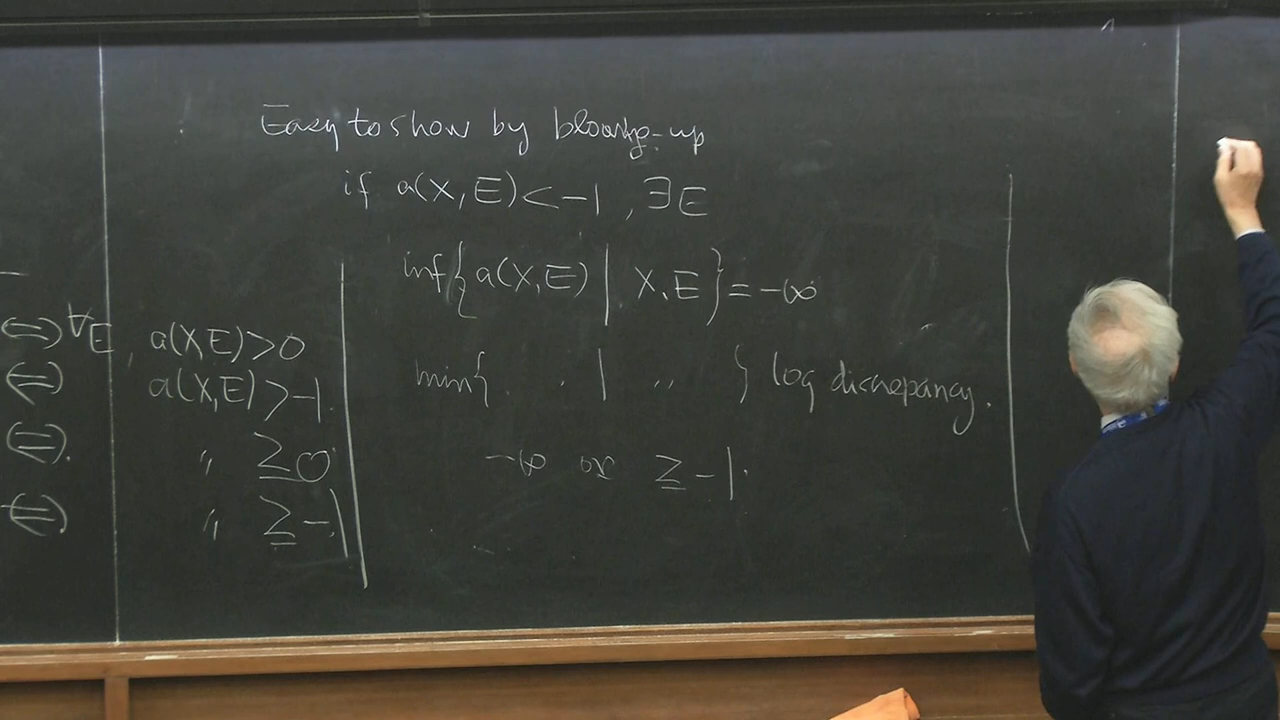 ⇔ ∀E, a(X,E)>0
⇔ a(X,E)>-1
⇔. " ≥0
⇔ " ≥-1
Easy to show by blowing-up
if a(X,E)<-1, ∃E
inf{a(X,E) | X,E}=-∞
min{ . | " } log discrepancy.
-∞ or ≥-1.